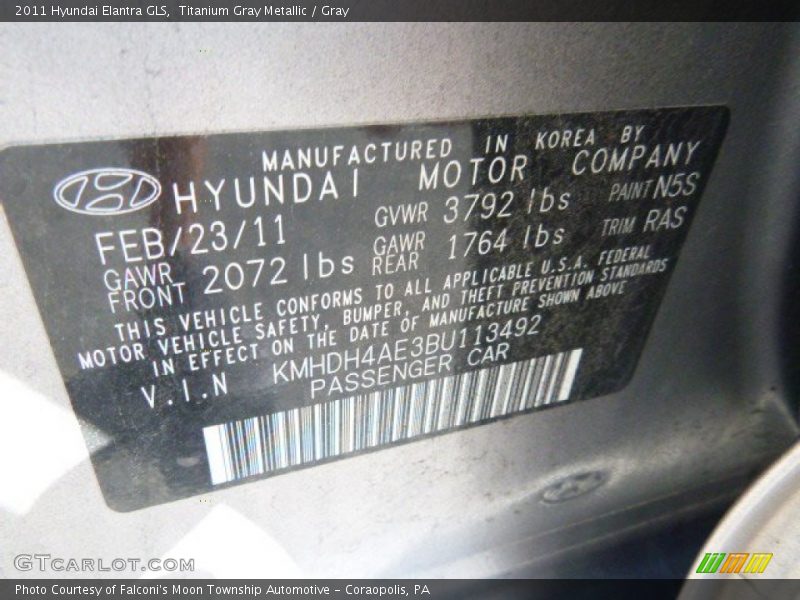 2011 Hyundai Elantra GLS,  Titanium Gray Metallic / Gray
MANUFACTURED IN KOREA BY
HYUNDAI MOTOR COMPANY
FEB/23/11 GVWR 3792 lbs PAINT N5S
GAWR FRONT 2072 lbs GAWR REAR 1764 lbs TRIM RAS
THIS VEHICLE CONFORMS TO ALL APPLICABLE U.S.A. FEDERAL
MOTOR VEHICLE SAFETY, BUMPER, AND THEFT PREVENTION STANDARDS
IN EFFECT ON THE DATE OF MANUFACTURE SHOWN ABOVE
V.I.N KMHDH4AE3BU113492
PASSENGER CAR
GTCARLOT.COM
Photo Courtesy of Falconi's Moon Township Automotive - Coraopolis, PA